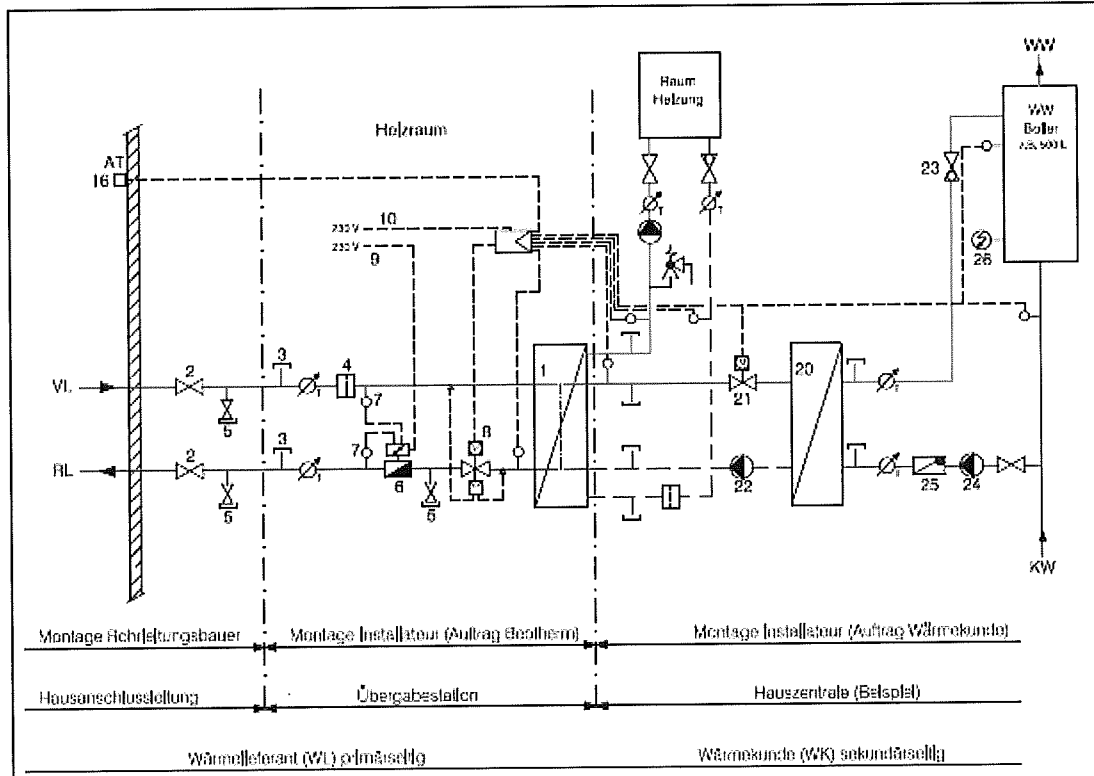 WW
Raum
Heizung
WW
Boiler
z.B. 500 L
Heizraum
AT
16
23
10
230 V
230 V
9
26
2
3
4
1
20
VL
T
7
21
5
8
2
3
7
RL
T
6
22
25
24
5
5
KW
Montage Rohrleitungsbauer
Montage Installateur (Auftrag Geotherm)
Montage Installateur (Auftrag Wärmekunde)
Hausanschlussleitung
Übergabestation
Hauszentrale (Beispiel)
Wärmelieferant (WL) primärseitig
Wärmekunde (WK) sekundärseitig